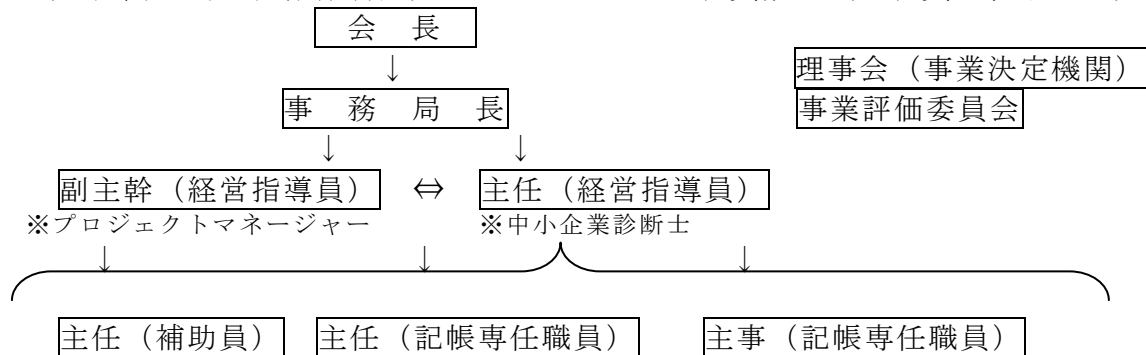 会 長
↓
理事会（事業決定機関）
事 務 局 長
事業評価委員会
↓ ↓
副主幹（経営指導員） ⇔ 主任（経営指導員）
※プロジェクトマネージャー ※中小企業診断士
↓ ↓ ↓
主任（補助員） 主任（記帳専任職員） 主事（記帳専任職員）